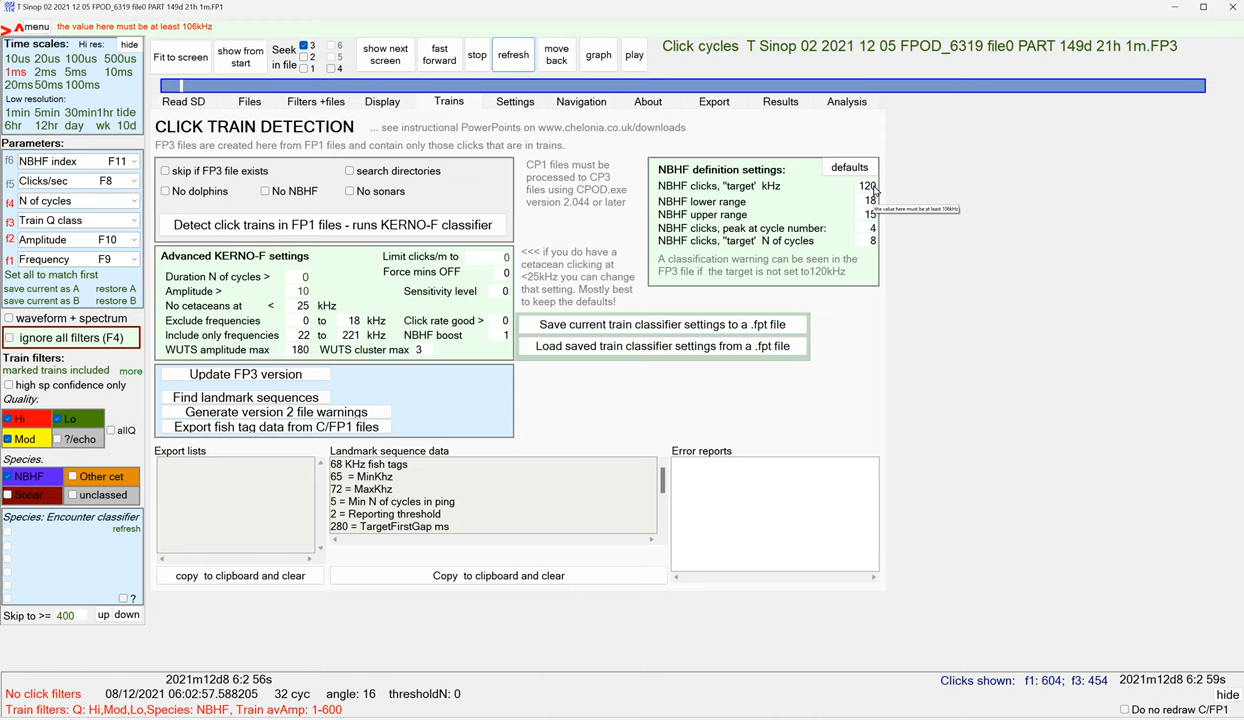 T Sinop 02 2021 12 05 FPOD_6319 file0 PART 149d 21h 1m.FP1
menu
the value here must be at least 106kHz
Time scales: Hi res: hide
10us 20us 100us 500us
1ms 2ms 5ms 10ms
20ms 50ms 100ms
Low resolution:
1min 5min 30min 1hr tide
6hr 12hr day wk 10d
Parameters:
f6 NBHF index F11
f5 Clicks/sec F8
f4 N of cycles
f3 Train Q class
f2 Amplitude F10
f1 Frequency F9
Set all to match first
save current as A restore A
save current as B restore B
waveform + spectrum
ignore all filters (F4)
Train filters:
marked trains included more
high sp confidence only
Quality:
Hi Lo
Mod ?/echo allQ
Species:
NBHF Other cet
Sonar unclassed
Species: Encounter classifier
refresh
?
Skip to >= 400 up down
Fit to screen
show from start
Seek in file
3 6
2 5
1 4
show next screen
fast forward
stop
refresh
move back
graph
play
Click cycles T Sinop 02 2021 12 05 FPOD_6319 file0 PART 149d 21h 1m.FP3
Read SD Files Filters +files Display Trains Settings Navigation About Export Results Analysis
CLICK TRAIN DETECTION ... see instructional PowerPoints on www.chelonia.co.uk/downloads
FP3 files are created here from FP1 files and contain only those clicks that are in trains.
skip if FP3 file exists search directories
No dolphins No NBHF No sonars
Detect click trains in FP1 files - runs KERNO-F classifier
CP1 files must be
processed to CP3
files using CPOD.exe
version 2.044 or later
NBHF definition settings: defaults
NBHF clicks, "target' kHz 120
NBHF lower range 18
NBHF upper range 15
NBHF clicks, peak at cycle number: 4
NBHF clicks, "target' N of cycles 8
A classification warning can be seen in the
FP3 file if the target is not set to120kHz
the value here must be at least 106kHz
Advanced KERNO-F settings
Limit clicks/m to 0
Force mins OFF 0
Duration N of cycles > 0
Amplitude > 10
Sensitivity level 0
No cetaceans at < 25 kHz
Exclude frequencies 0 to 18 kHz Click rate good > 0
Include only frequencies 22 to 221 kHz NBHF boost 1
WUTS amplitude max 180 WUTS cluster max 3
<<< if you do have a
cetacean clicking at
<25kHz you can change
that setting. Mostly best
to keep the defaults!
Save current train classifier settings to a .fpt file
Load saved train classifier settings from a .fpt file
Update FP3 version
Find landmark sequences
Generate version 2 file warnings
Export fish tag data from C/FP1 files
Export lists
Landmark sequence data
68 KHz fish tags
65 = MinKhz
72 = MaxKhz
5 = Min N of cycles in ping
2 = Reporting threshold
280 = TargetFirstGap ms
Error reports
copy to clipboard and clear
Copy to clipboard and clear
2021m12d8 6:2 56s
No click filters 08/12/2021 06:02:57.588205 32 cyc angle: 16 thresholdN: 0
Train filters: Q: Hi,Mod,Lo,Species: NBHF, Train avAmp: 1-600
Clicks shown: f1: 604; f3: 454 2021m12d8 6:2 59s
hide
Do no redraw C/FP1